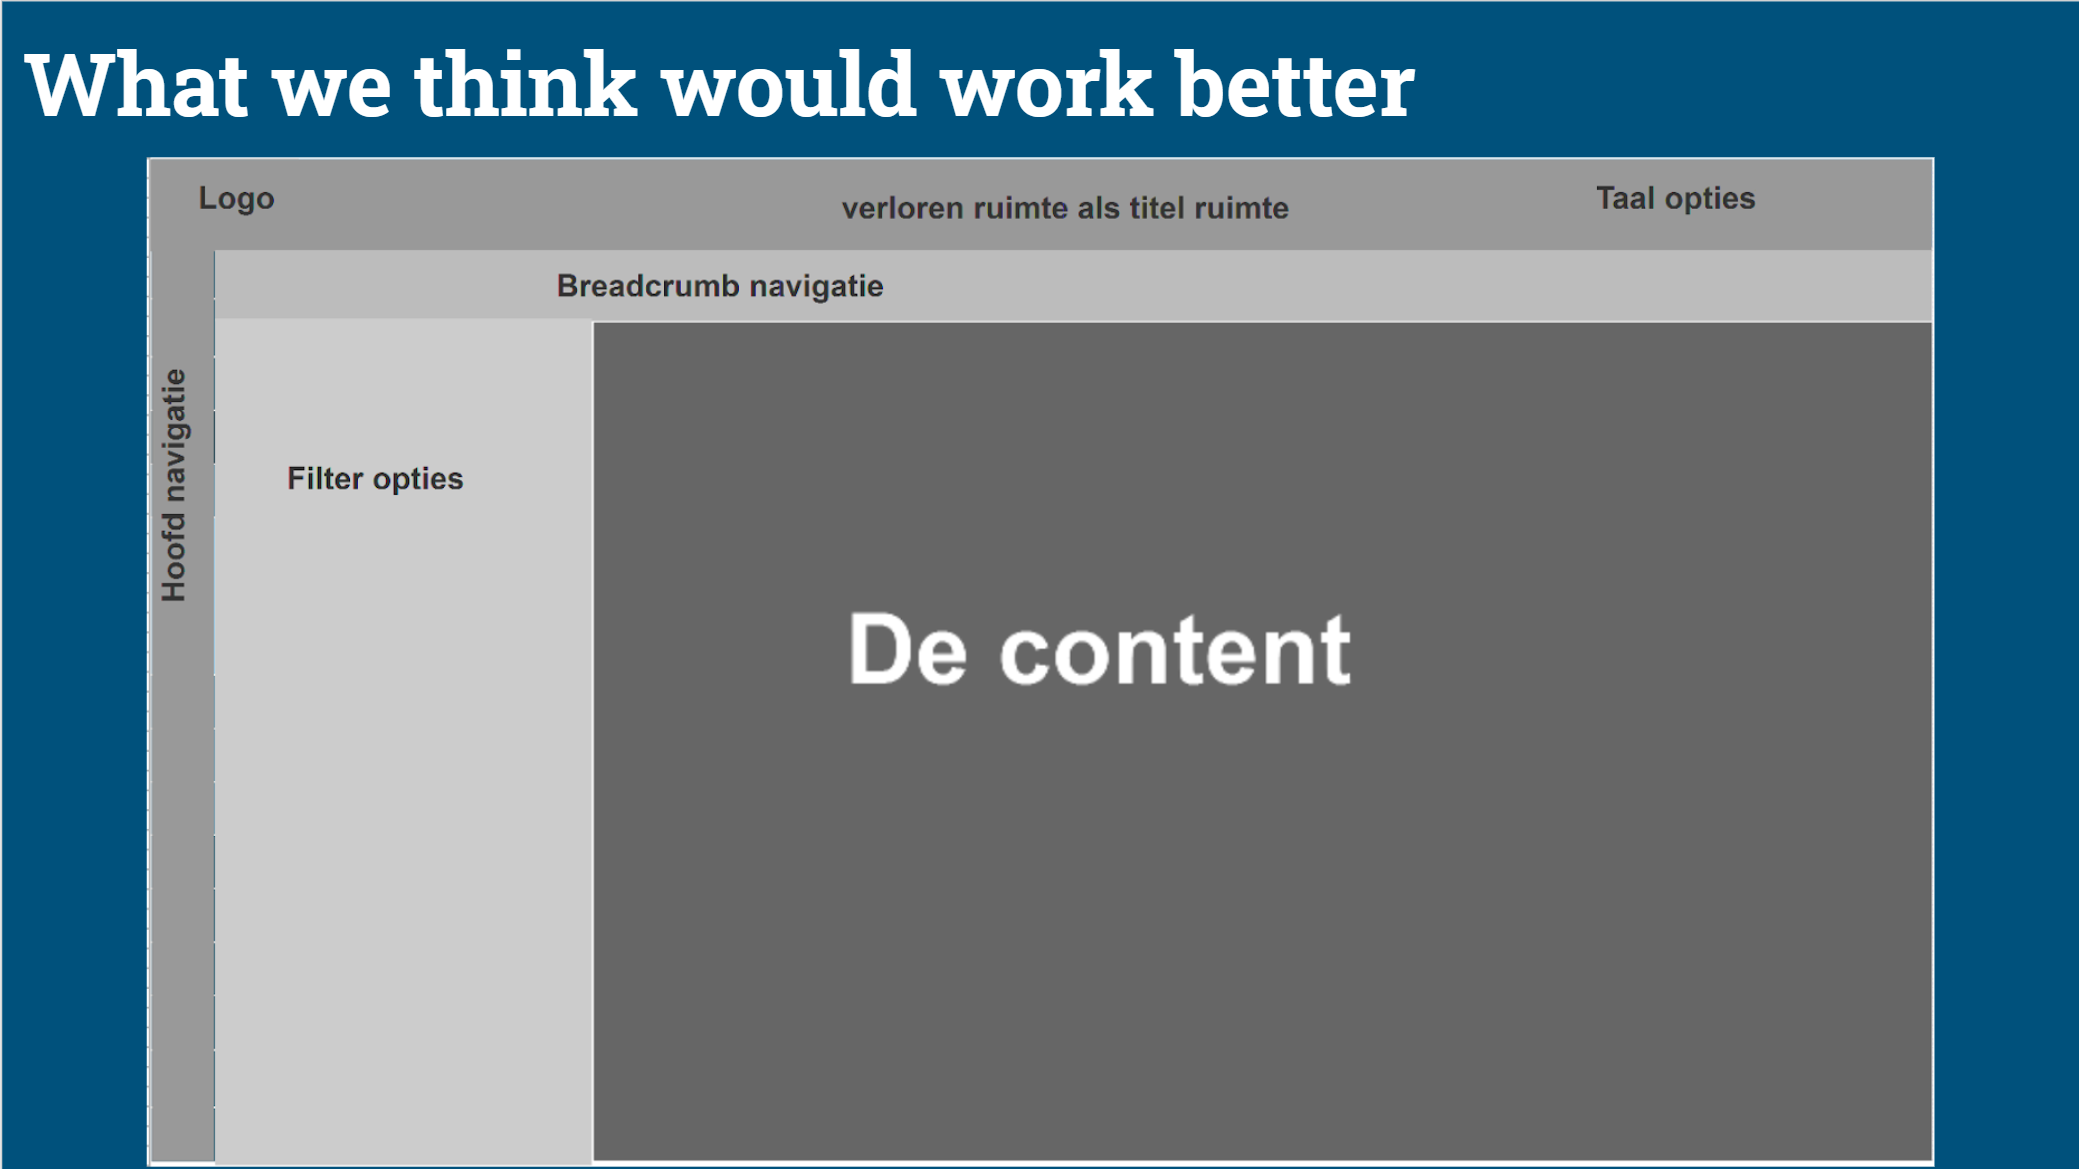 What we think would work better
Logo
verloren ruimte als titel ruimte
Taal opties
Breadcrumb navigatie
Hoofd navigatie
Filter opties
De content